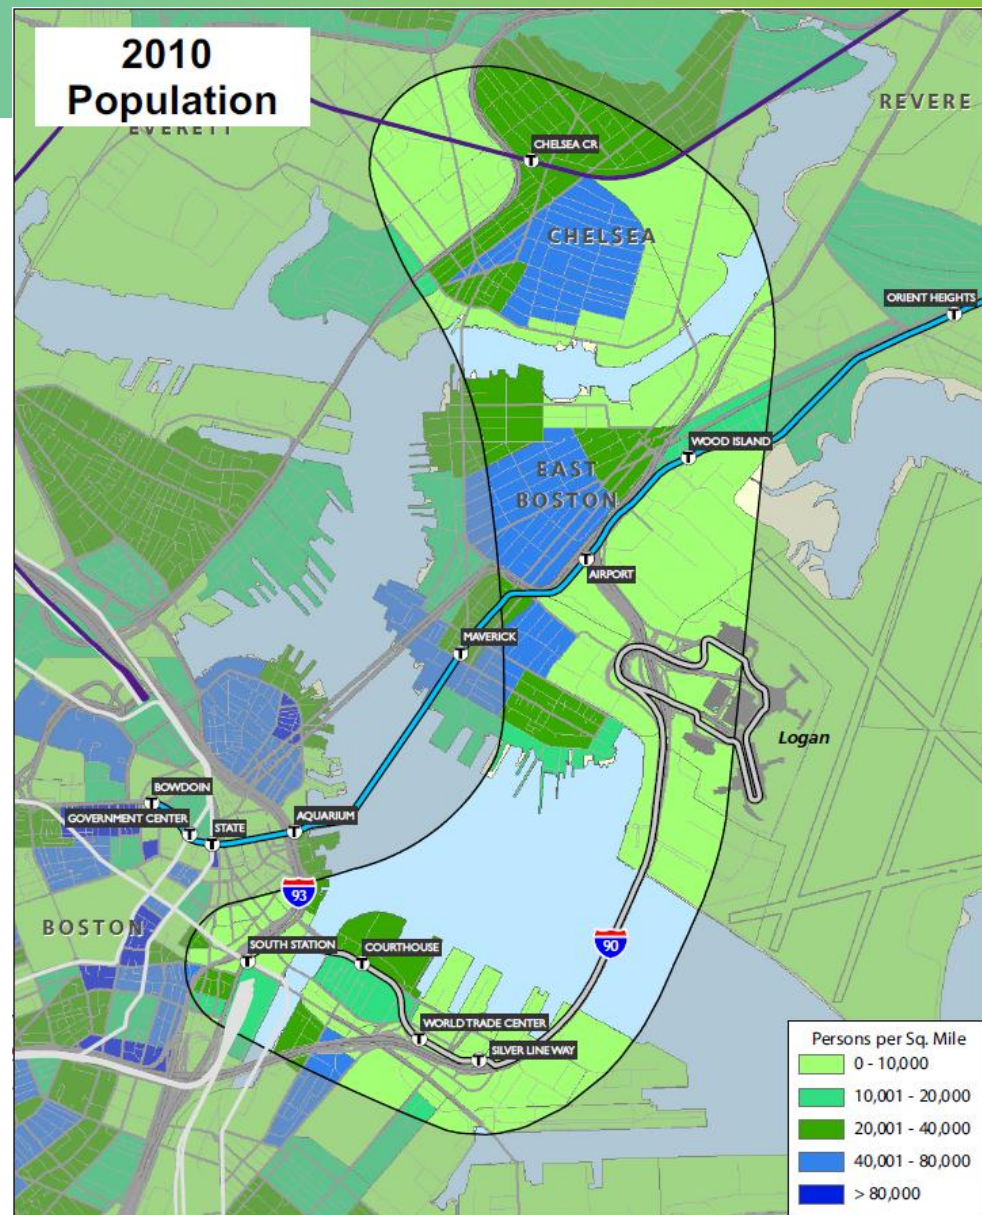 2010
Population
EVERETT
REVERE
CHELSEA CR
CHELSEA
ORIENT HEIGHTS
WOOD ISLAND
EAST
BOSTON
AIRPORT
MAVERICK
Logan
BOWDOIN
GOVERNMENT CENTER
STATE
AQUARIUM
93
BOSTON
SOUTH STATION
COURTHOUSE
90
WORLD TRADE CENTER
SILVER LINE WAY
Persons per Sq. Mile
0 - 10,000
10,001 - 20,000
20,001 - 40,000
40,001 - 80,000
> 80,000